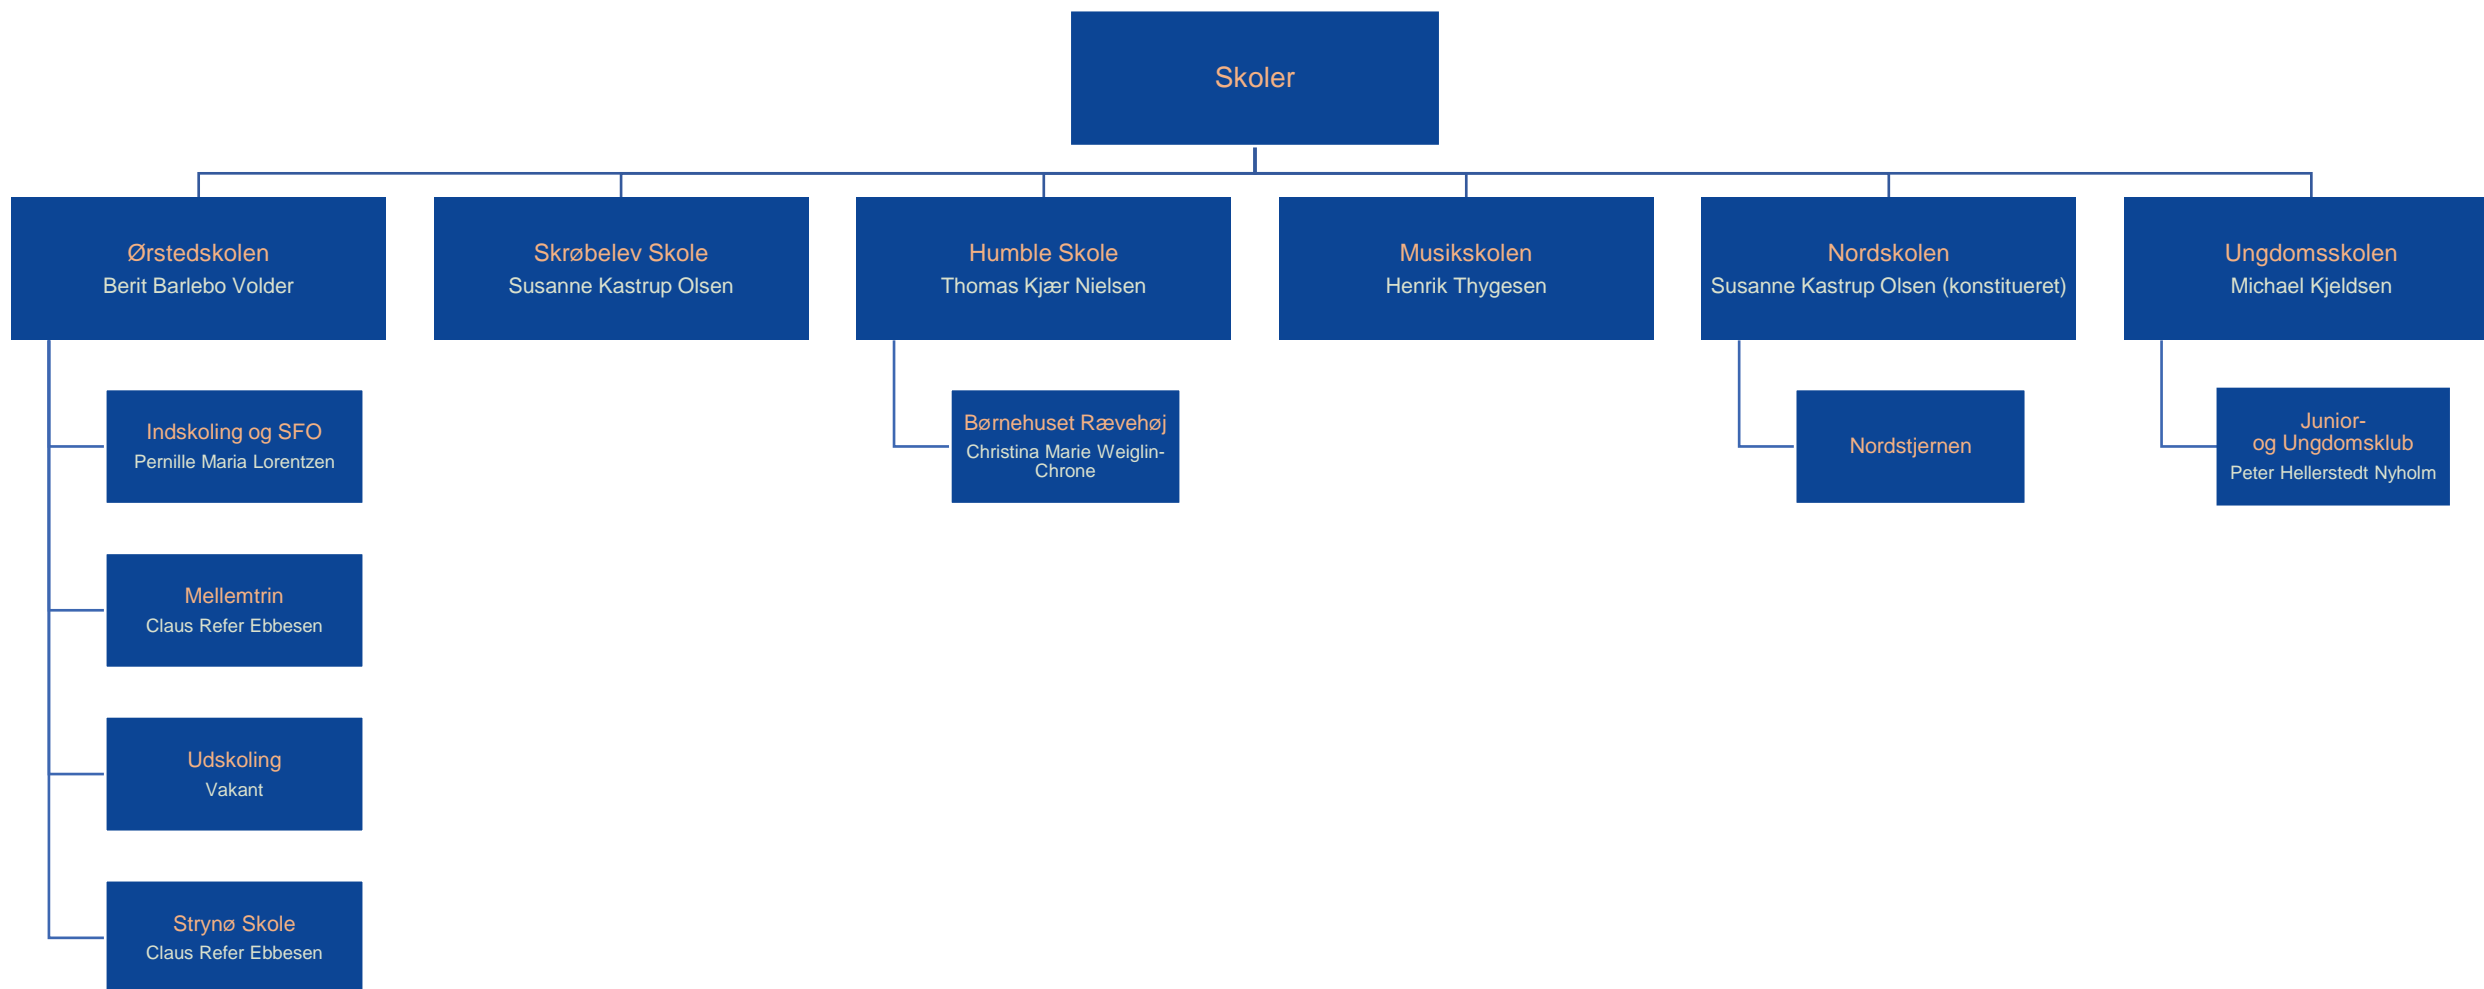 Skoler
Ørstedskolen
Berit Barlebo Volder
Skrøbelev Skole
Susanne Kastrup Olsen
Humble Skole
Thomas Kjær Nielsen
Musikskolen
Henrik Thygesen
Nordskolen
Susanne Kastrup Olsen (konstitueret)
Ungdomsskolen
Michael Kjeldsen
Indskoling og SFO
Pernille Maria Lorentzen
Børnehuset Rævehøj
Christina Marie Weiglin-
Chrone
Nordstjernen
Junior-
og Ungdomsklub
Peter Hellerstedt Nyholm
Mellemtrin
Claus Refer Ebbesen
Udskoling
Vakant
Strynø Skole
Claus Refer Ebbesen